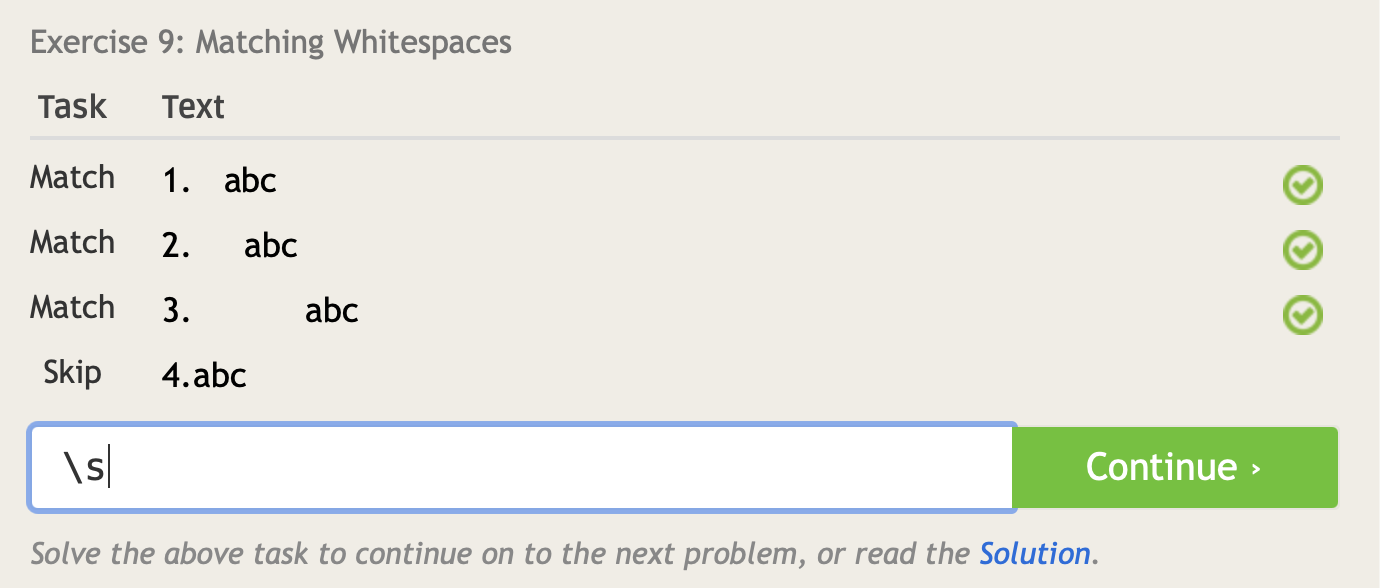 Exercise 9: Matching Whitespaces
Task Text
Match 1.   abc
Match 2.    abc
Match 3.       abc
Skip 4.abc
\s Continue ›
Solve the above task to continue on to the next problem, or read the Solution.